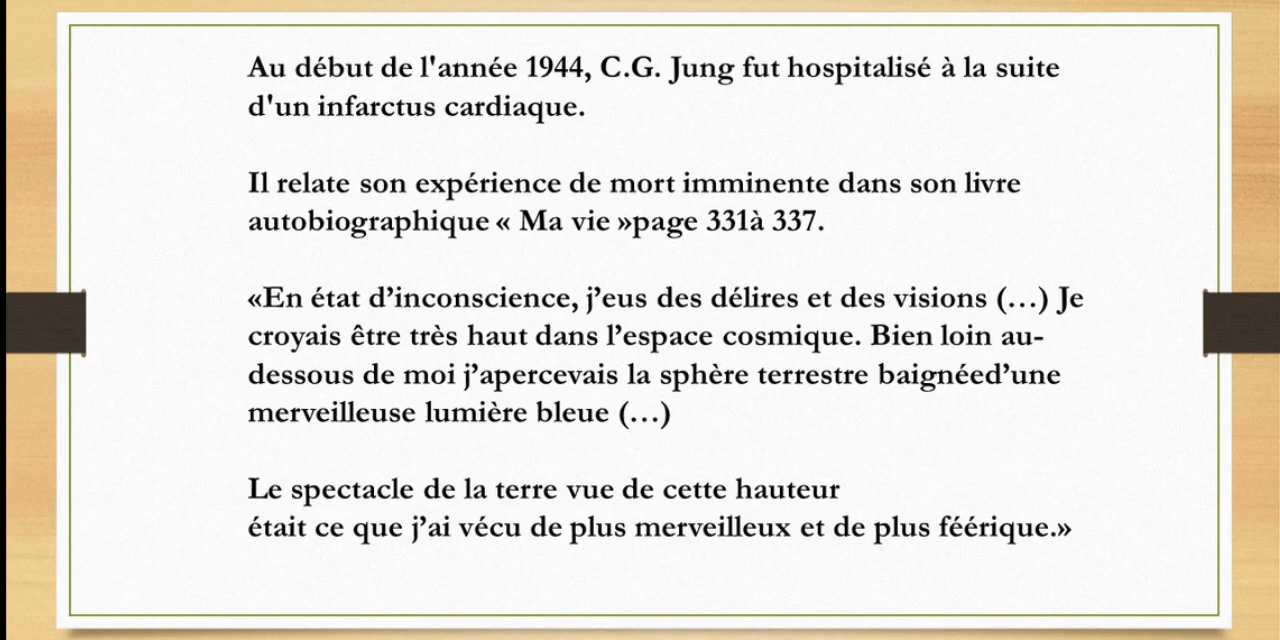 Au début de l'année 1944, C.G. Jung fut hospitalisé à la suite
d'un infarctus cardiaque.
Il relate son expérience de mort imminente dans son livre
autobiographique « Ma vie »page 331à 337.
«En état d’inconscience, j’eus des délires et des visions (…) Je
croyais être très haut dans l’espace cosmique. Bien loin au-
dessous de moi j’apercevais la sphère terrestre baignéed’une
merveilleuse lumière bleue (…)
Le spectacle de la terre vue de cette hauteur
était ce que j’ai vécu de plus merveilleux et de plus féérique.»